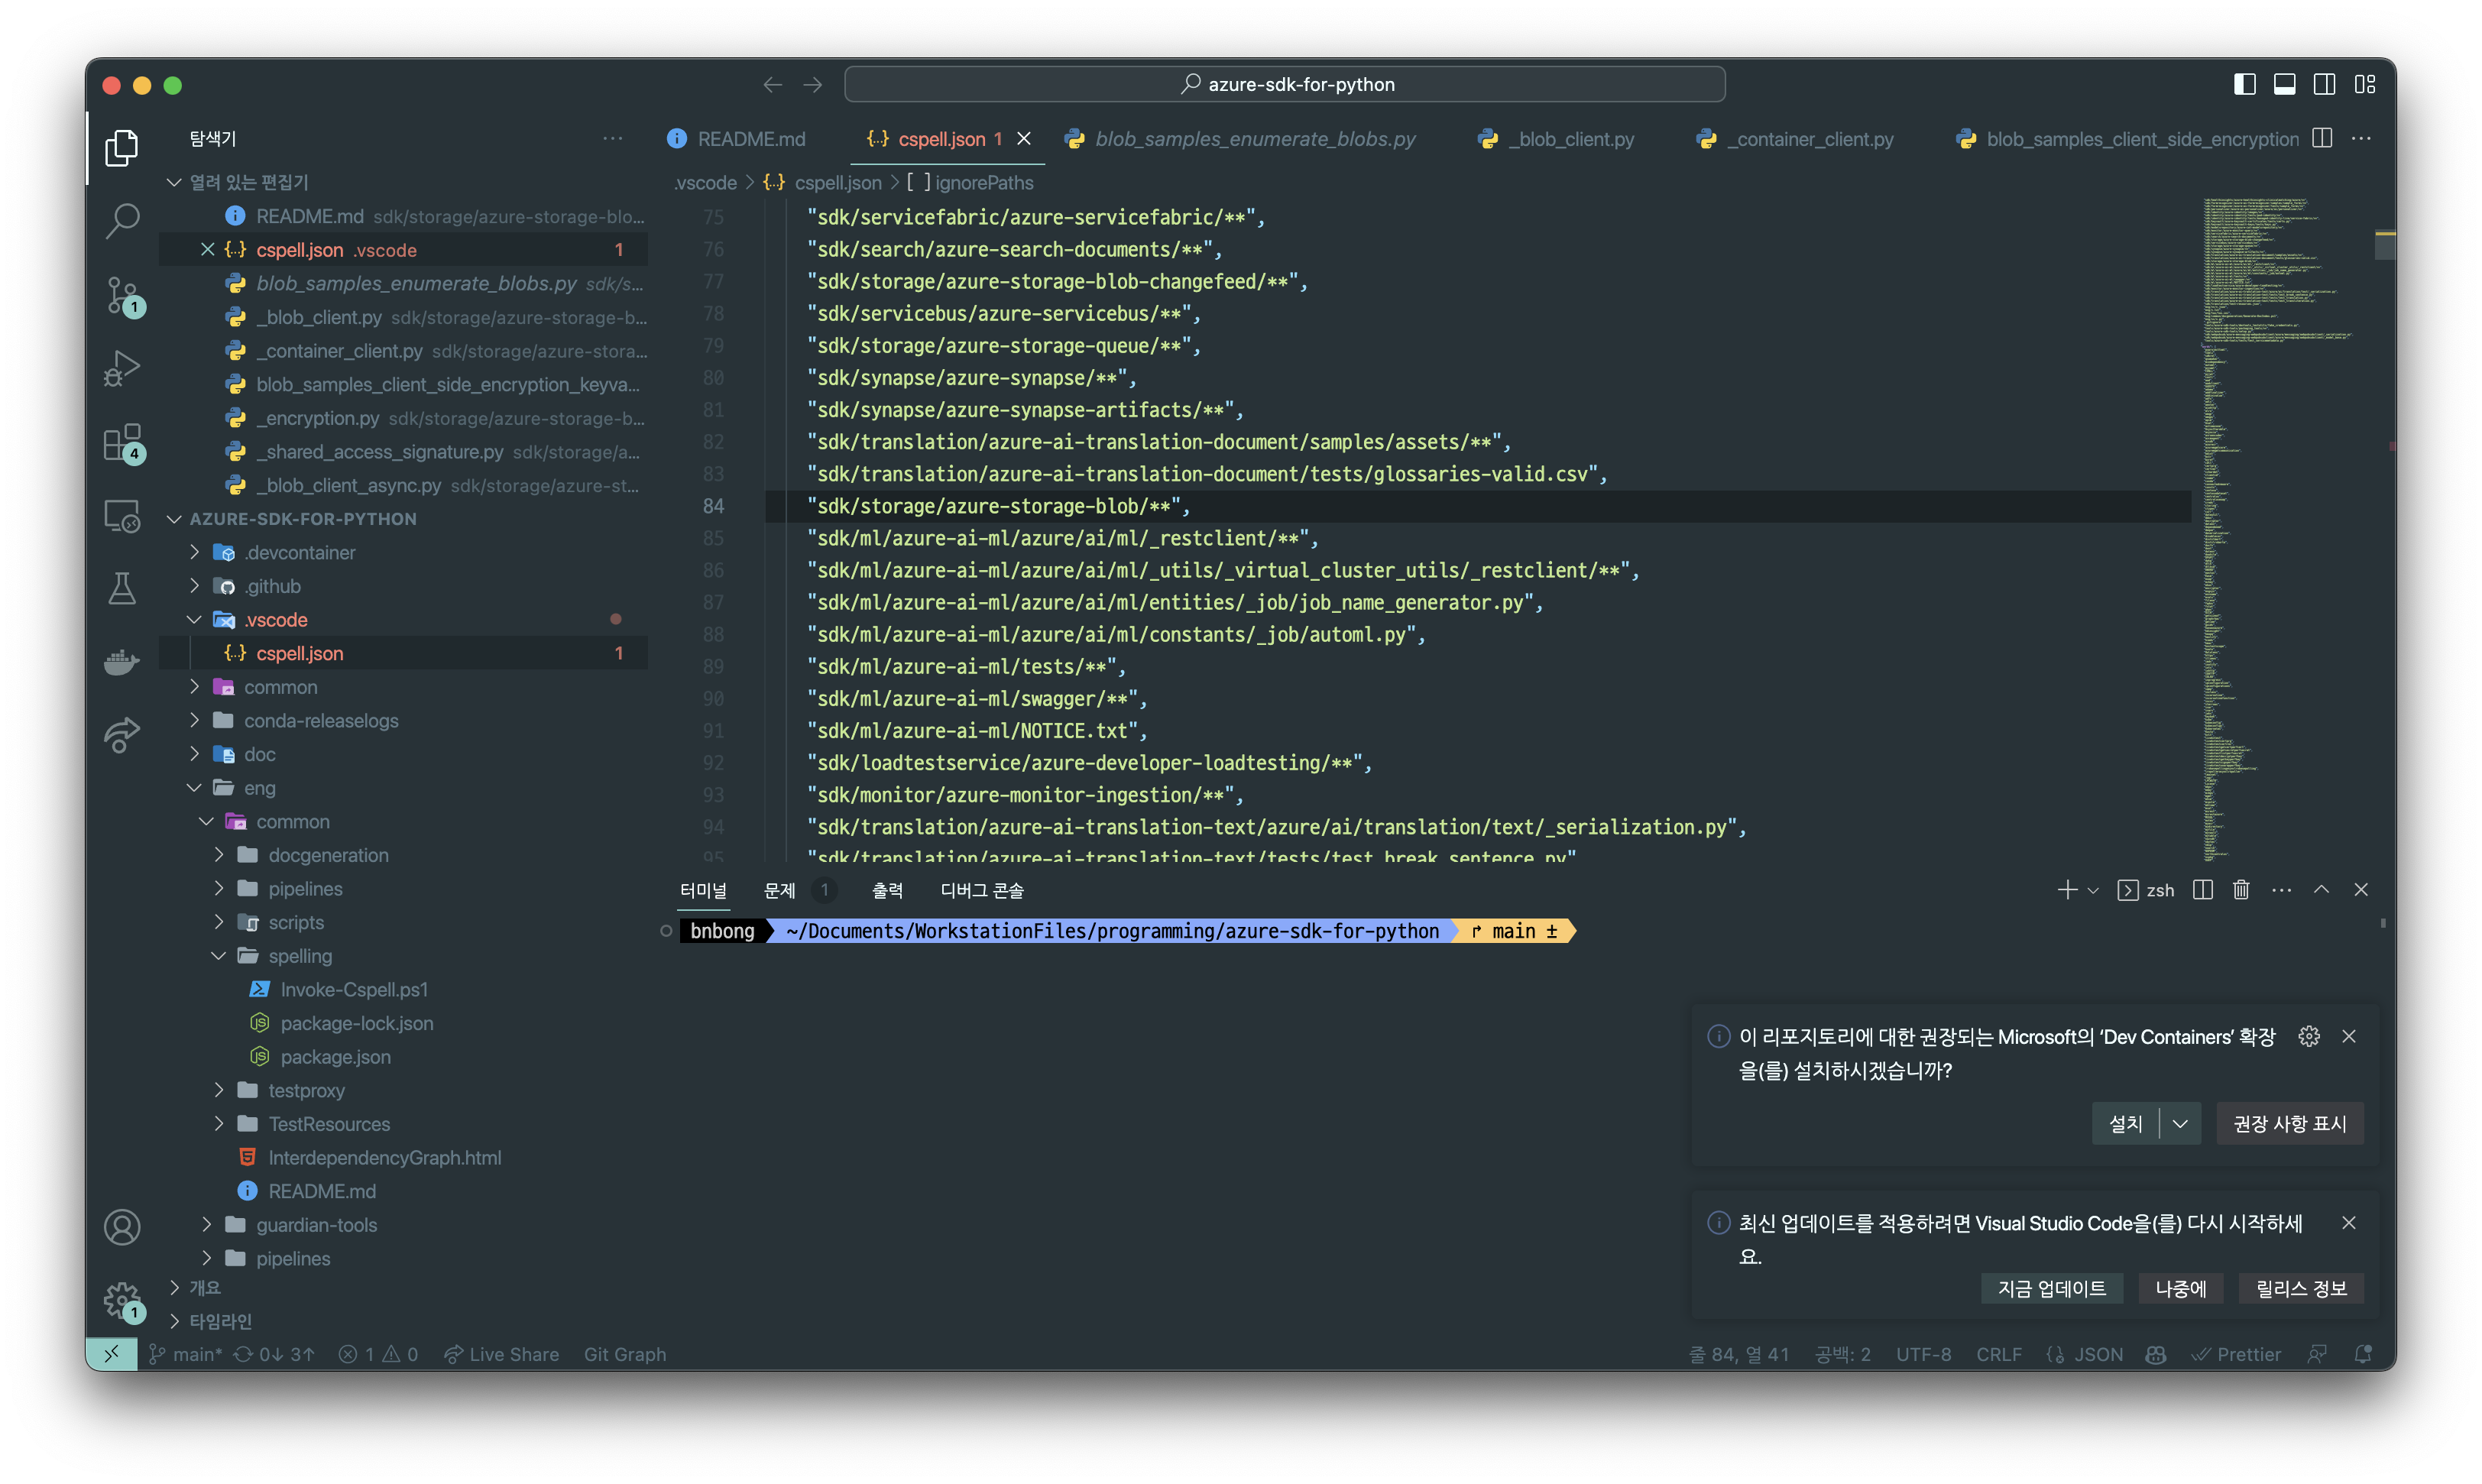 azure-sdk-for-python
탐색기
README.md
cspell.json 1
blob_samples_enumerate_blobs.py
_blob_client.py
_container_client.py
blob_samples_client_side_encryption
열려 있는 편집기
README.md sdk/storage/azure-storage-blo...
cspell.json .vscode 1
blob_samples_enumerate_blobs.py sdk/s...
_blob_client.py sdk/storage/azure-storage-b...
_container_client.py sdk/storage/azure-stora...
blob_samples_client_side_encryption_keyva...
_encryption.py sdk/storage/azure-storage-b...
_shared_access_signature.py sdk/storage/a...
_blob_client_async.py sdk/storage/azure-st...
AZURE-SDK-FOR-PYTHON
.devcontainer
.github
.vscode
cspell.json 1
common
conda-releaselogs
doc
eng
common
docgeneration
pipelines
scripts
spelling
Invoke-Cspell.ps1
package-lock.json
package.json
testproxy
TestResources
InterdependencyGraph.html
README.md
guardian-tools
pipelines
개요
타임라인
1
4
1
.vscode > {..} cspell.json > [ ] ignorePaths
75 "sdk/servicefabric/azure-servicefabric/**",
76 "sdk/search/azure-search-documents/**",
77 "sdk/storage/azure-storage-blob-changefeed/**",
78 "sdk/servicebus/azure-servicebus/**",
79 "sdk/storage/azure-storage-queue/**",
80 "sdk/synapse/azure-synapse/**",
81 "sdk/synapse/azure-synapse-artifacts/**",
82 "sdk/translation/azure-ai-translation-document/samples/assets/**",
83 "sdk/translation/azure-ai-translation-document/tests/glossaries-valid.csv",
84 "sdk/storage/azure-storage-blob/**",
85 "sdk/ml/azure-ai-ml/azure/ai/ml/_restclient/**",
86 "sdk/ml/azure-ai-ml/azure/ai/ml/_utils/_virtual_cluster_utils/_restclient/**",
87 "sdk/ml/azure-ai-ml/azure/ai/ml/entities/_job/job_name_generator.py",
88 "sdk/ml/azure-ai-ml/azure/ai/ml/constants/_job/automl.py",
89 "sdk/ml/azure-ai-ml/tests/**",
90 "sdk/ml/azure-ai-ml/swagger/**",
91 "sdk/ml/azure-ai-ml/NOTICE.txt",
92 "sdk/loadtestservice/azure-developer-loadtesting/**",
93 "sdk/monitor/azure-monitor-ingestion/**",
94 "sdk/translation/azure-ai-translation-text/azure/ai/translation/text/_serialization.py",
95 "sdk/translation/azure-ai-translation-text/tests/test_break_sentence.py"
터미널 문제 1 출력 디버그 콘솔
zsh
bnbong ~/Documents/WorkstationFiles/programming/azure-sdk-for-python main ±
이 리포지토리에 대한 권장되는 Microsoft의 ‘Dev Containers’ 확장
을(를) 설치하시겠습니까?
설치
권장 사항 표시
최신 업데이트를 적용하려면 Visual Studio Code을(를) 다시 시작하세
요.
지금 업데이트
나중에
릴리스 정보
main* 0↓ 3↑ 1 0 Live Share Git Graph
줄 84, 열 41 공백: 2 UTF-8 CRLF JSON Prettier